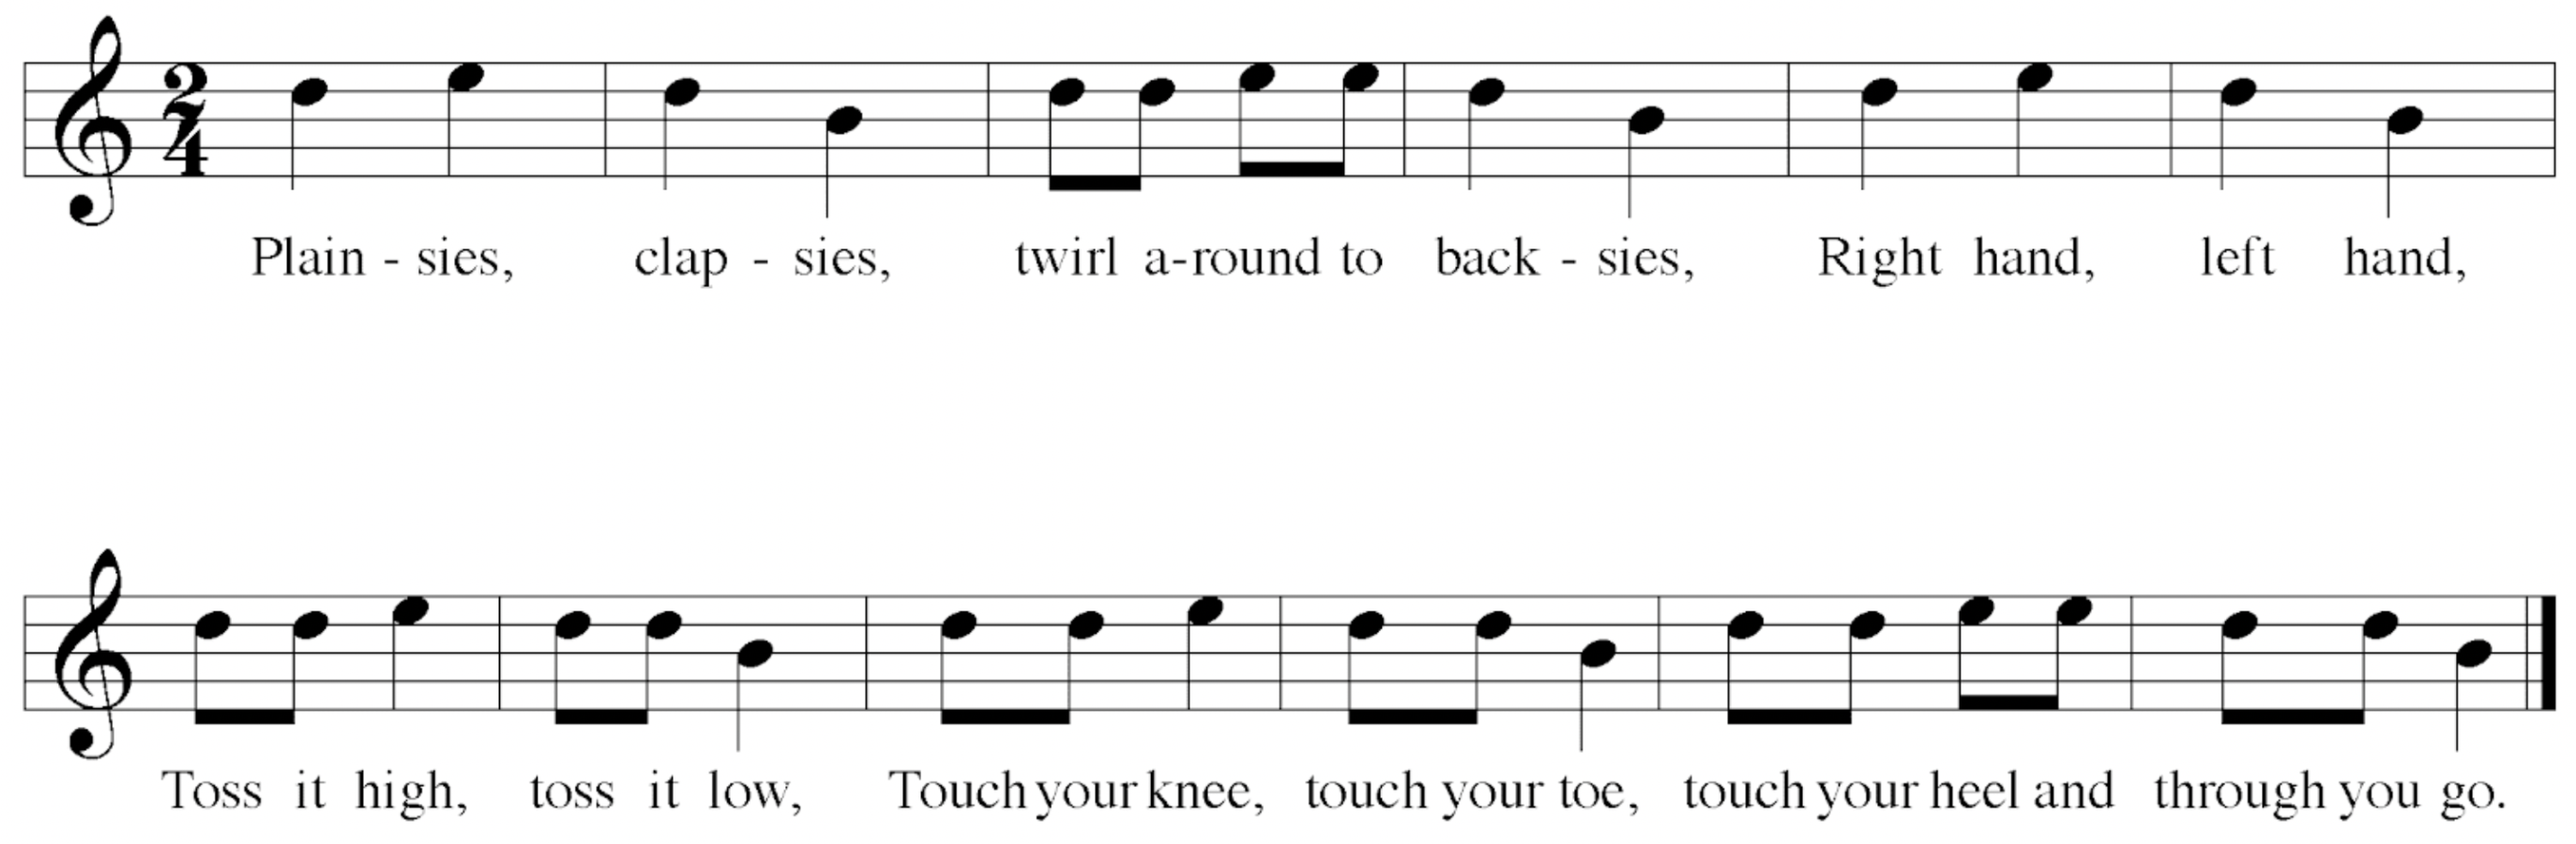 2
4
Plain - sies, clap - sies, twirl a-round to back - sies, Right hand, left hand,
Toss it high, toss it low, Touch your knee, touch your toe, touch your heel and through you go.